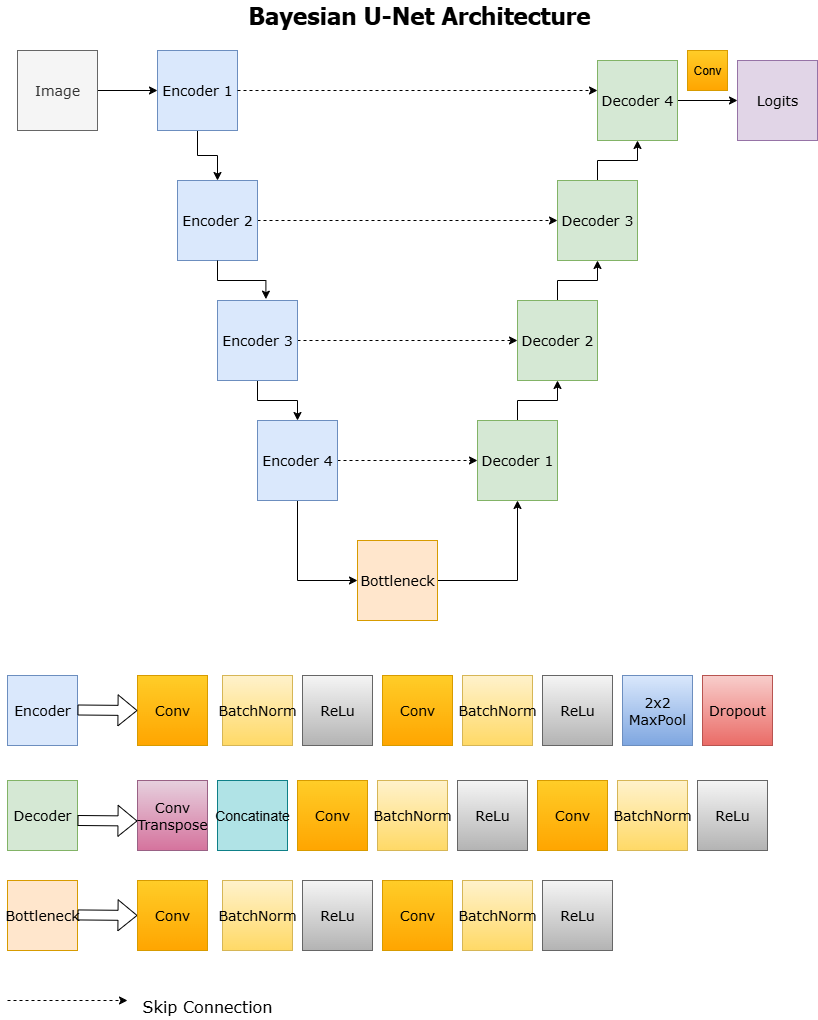 Bayesian U-Net Architecture
Image
Encoder 1
Decoder 4
Conv
Logits
Encoder 2
Decoder 3
Encoder 3
Decoder 2
Encoder 4
Decoder 1
Bottleneck
Encoder
Conv
BatchNorm
ReLu
Conv
BatchNorm
ReLu
2x2
MaxPool
Dropout
Decoder
Conv
Transpose
Concatinate
Conv
BatchNorm
ReLu
Conv
BatchNorm
ReLu
Bottleneck
Conv
BatchNorm
ReLu
Conv
BatchNorm
ReLu
Skip Connection